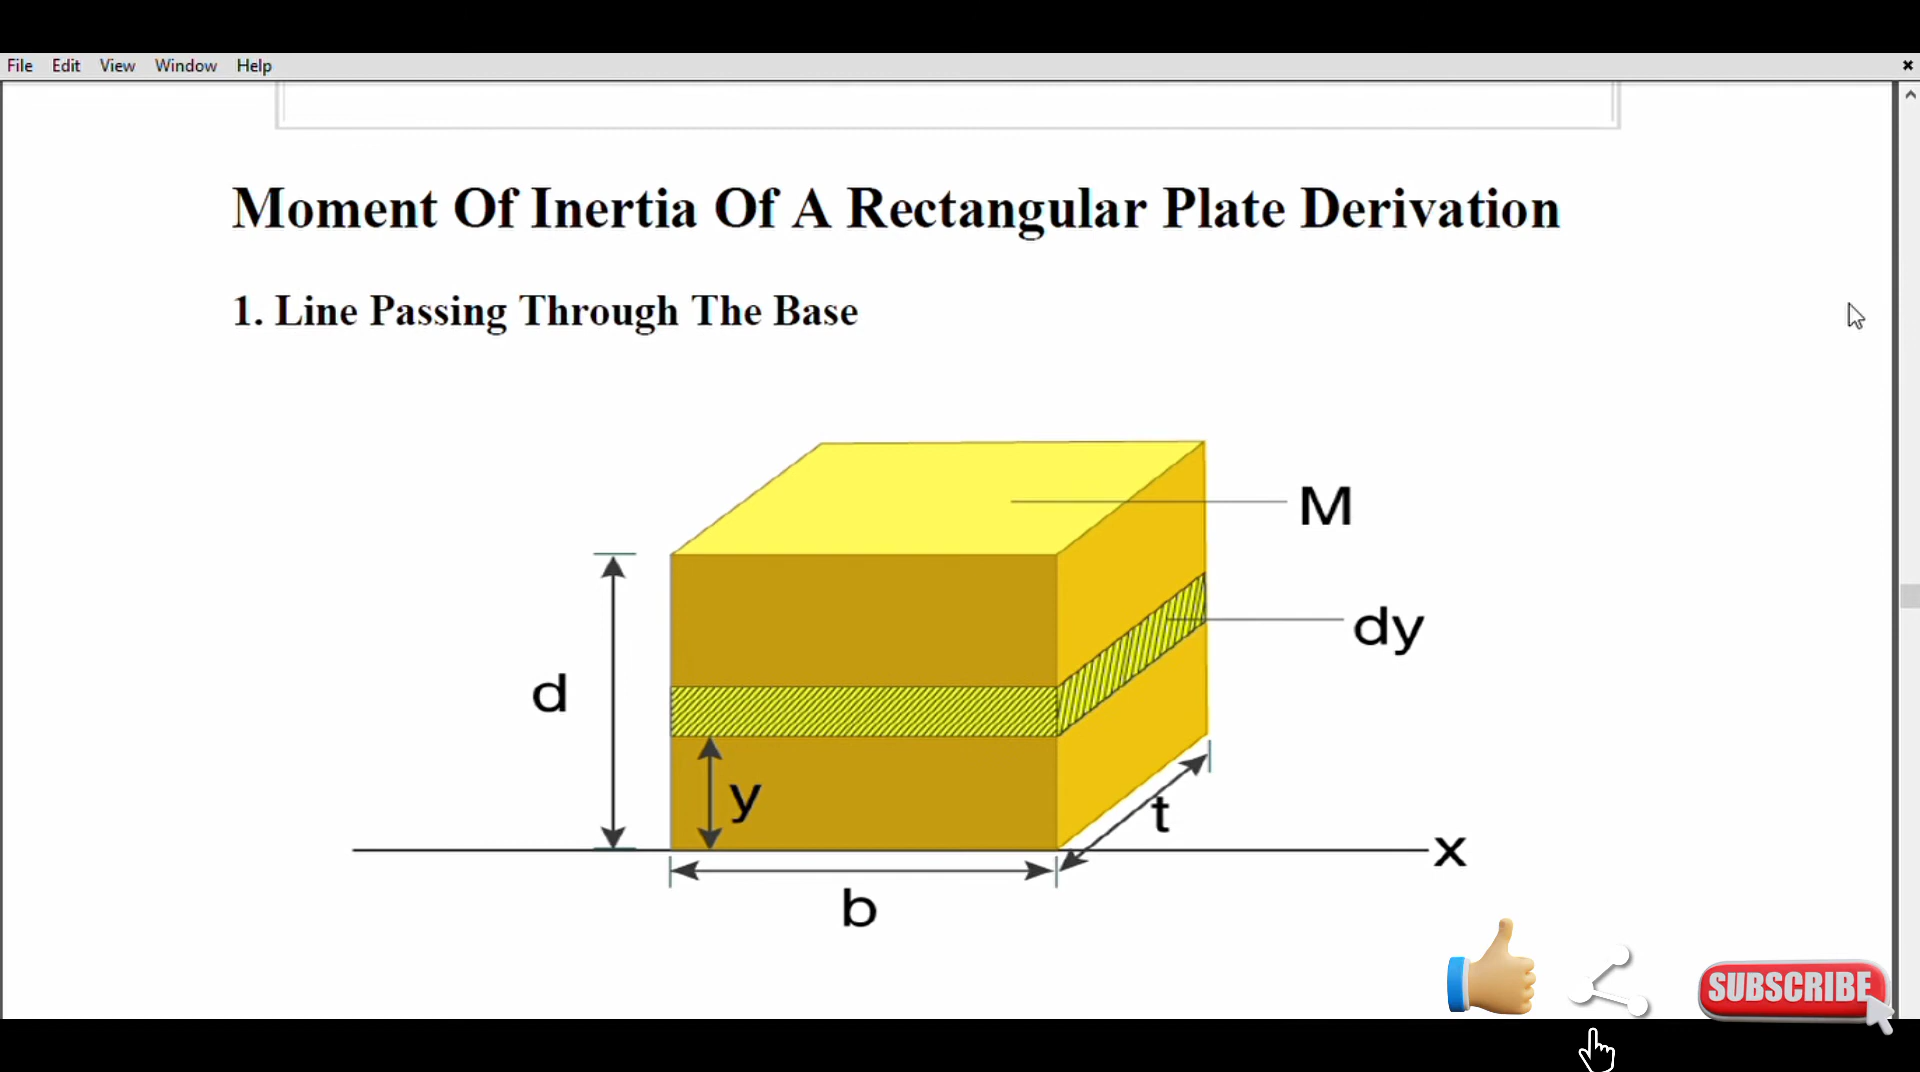 File Edit View Window Help
Moment Of Inertia Of A Rectangular Plate Derivation
1. Line Passing Through The Base
M
dy
d
y
t
x
b
SUBSCRIBE